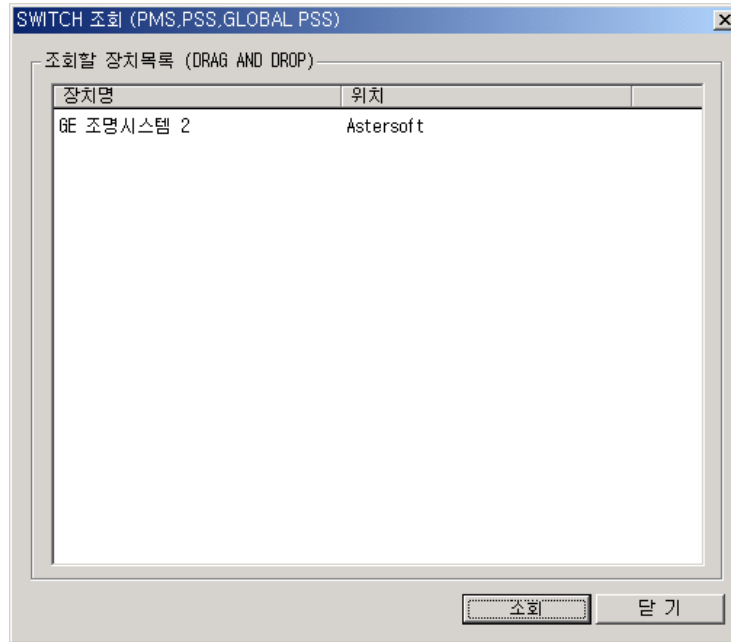 SWITCH 조회 (PMS,PSS,GLOBAL PSS)
조회할 장치목록 (DRAG AND DROP)
장치명 위치
GE 조명시스템 2 Astersoft
조회 닫 기